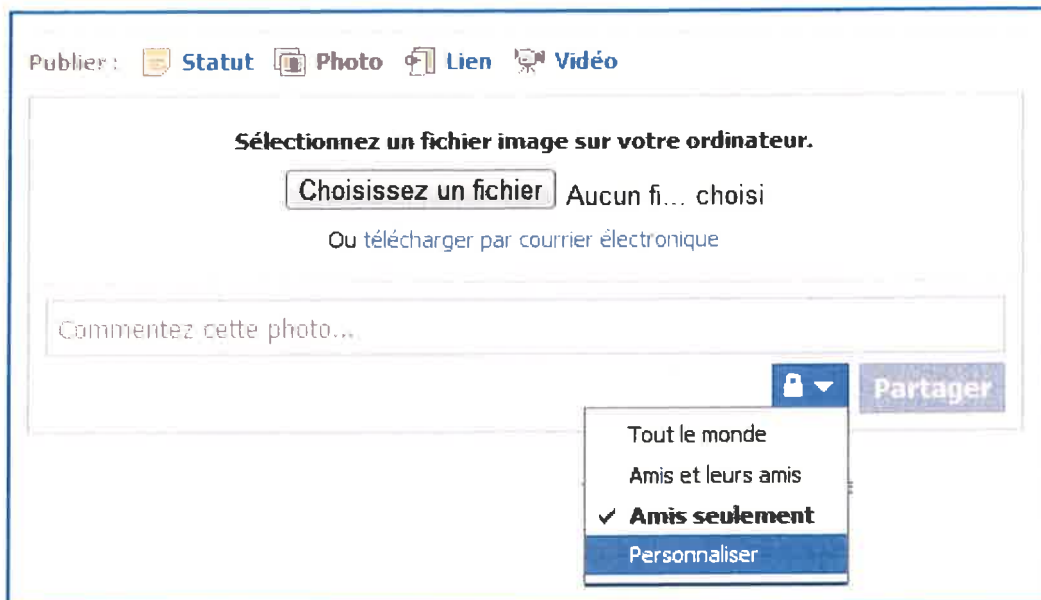 Publier : Statut Photo Lien Vidéo
Sélectionnez un fichier image sur votre ordinateur.
Choisissez un fichier Aucun fi... choisi
Ou télécharger par courrier électronique
Commentez cette photo...
Partager
Tout le monde
Amis et leurs amis
Amis seulement
Personnaliser